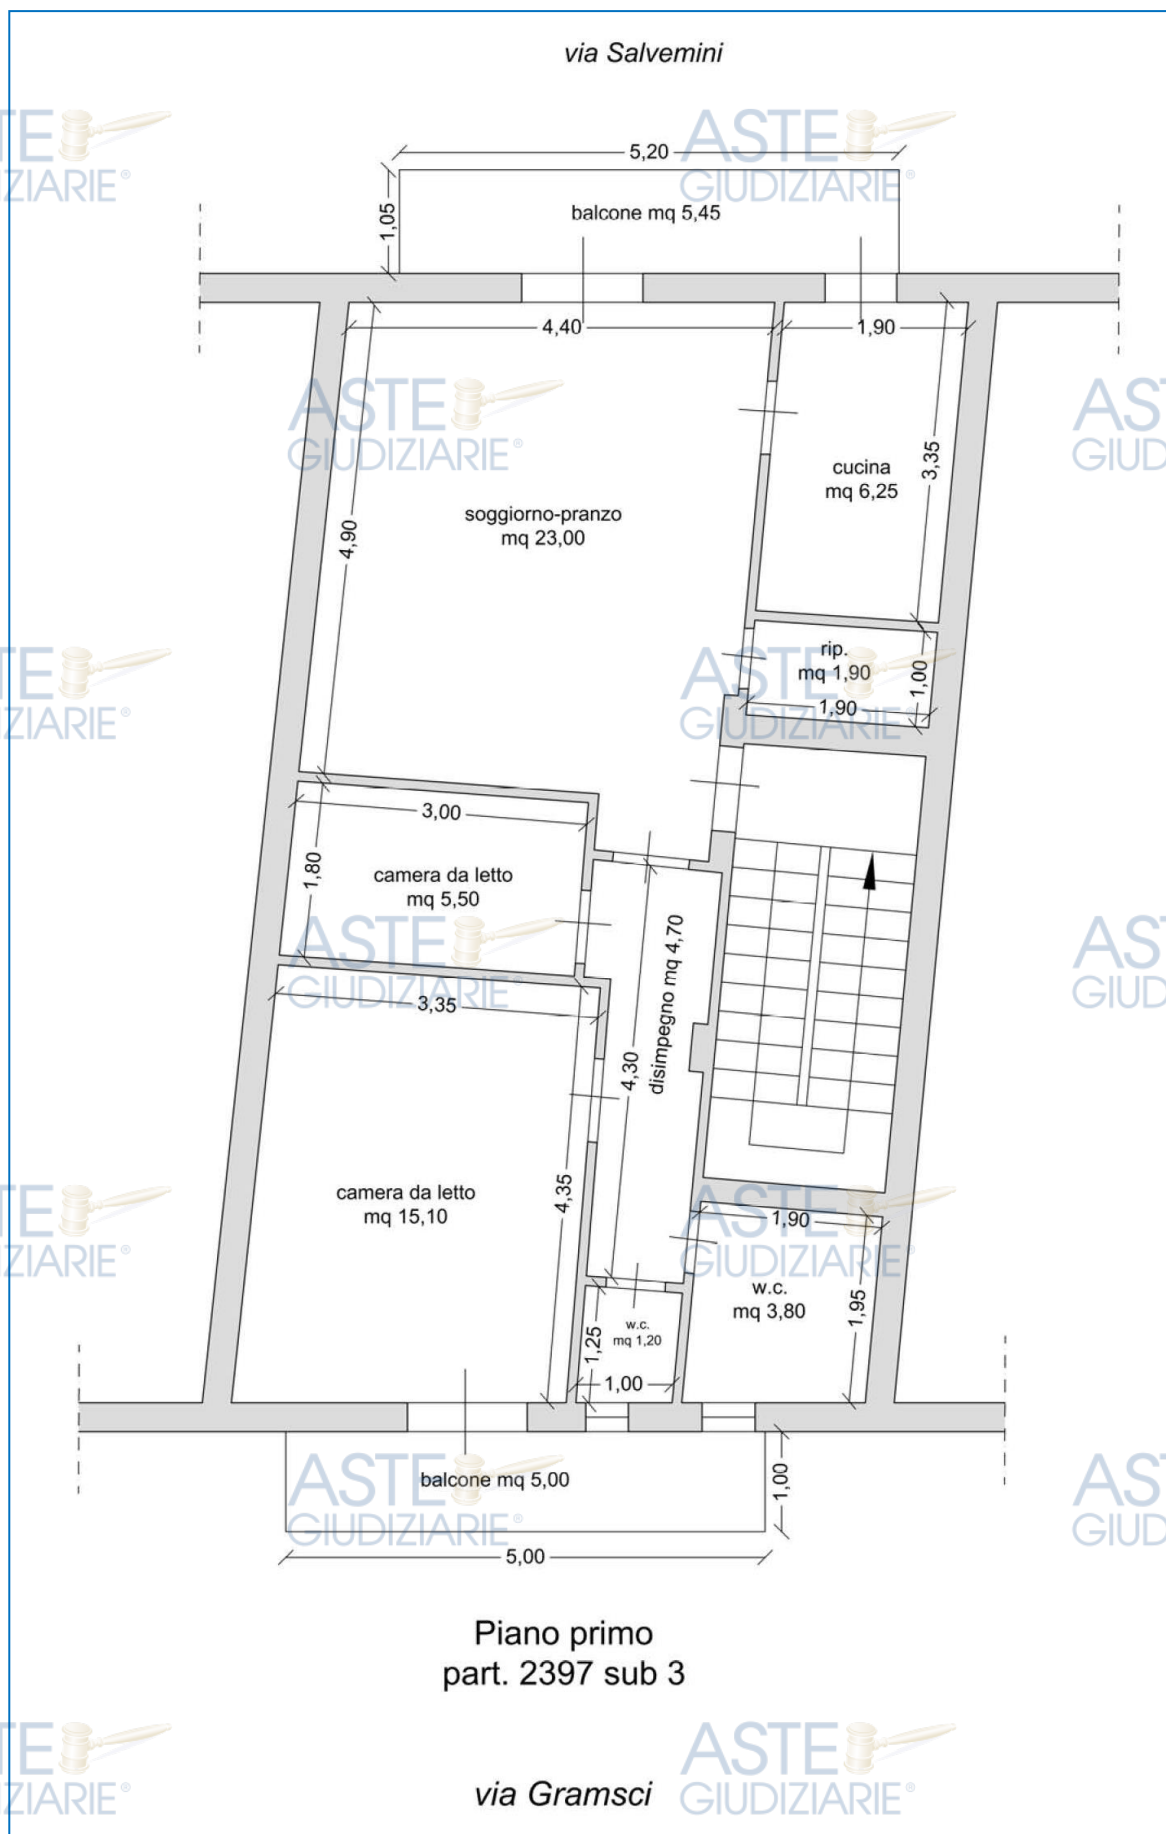 via Salvemini
5,20
1,05
balcone mq 5,45
4,40
1,90
4,90
3,35
cucina
mq 6,25
soggiorno-pranzo
mq 23,00
rip.
mq 1,90
1,00
1,90
3,00
1,80
camera da letto
mq 5,50
disimpegno mq 4,70
4,30
3,35
4,35
camera da letto
mq 15,10
1,90
w.c.
mq 3,80
1,95
w.c.
mq 1,20
1,25
1,00
balcone mq 5,00
1,00
5,00
Piano primo
part. 2397 sub 3
via Gramsci
ASTE
GIUDIZIARIE®